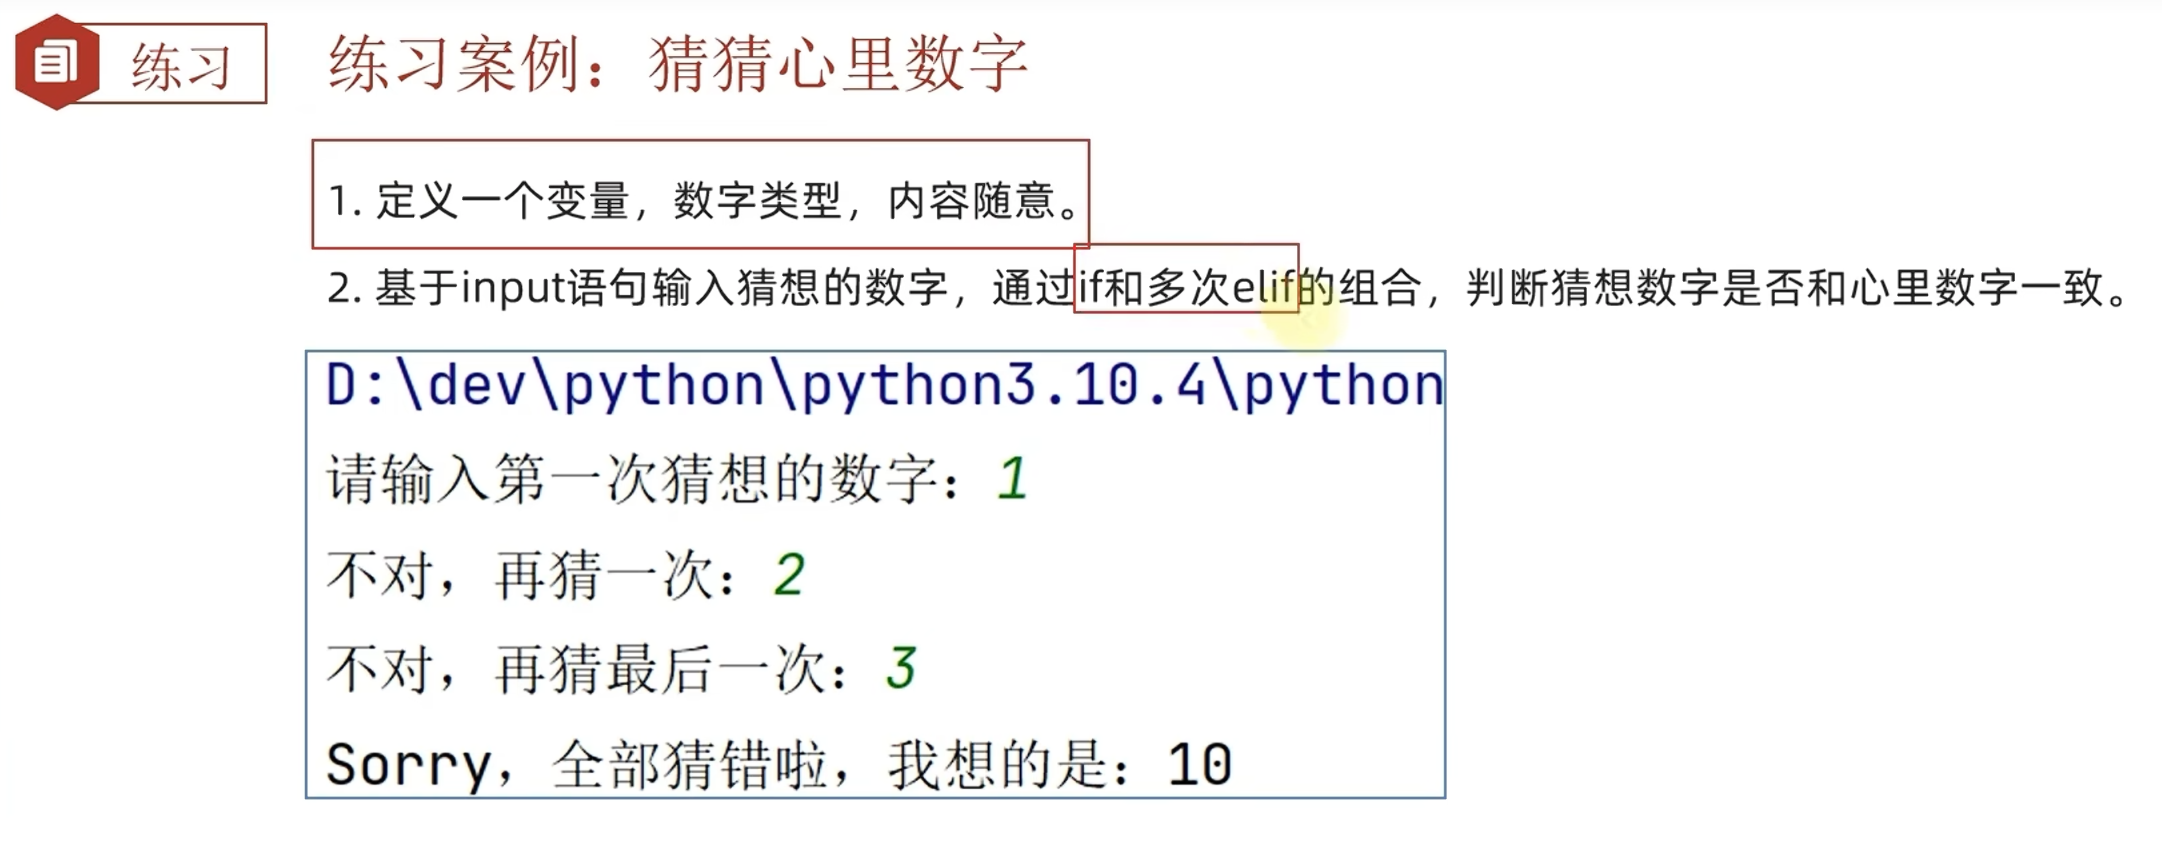 练习
练习案例：猜猜心里数字
1. 定义一个变量，数字类型，内容随意。
2. 基于input语句输入猜想的数字，通过if和多次elif的组合，判断猜想数字是否和心里数字一致。
D:\dev\python\python3.10.4\python
请输入第一次猜想的数字：1
不对，再猜一次：2
不对，再猜最后一次：3
Sorry，全部猜错啦，我想的是：10